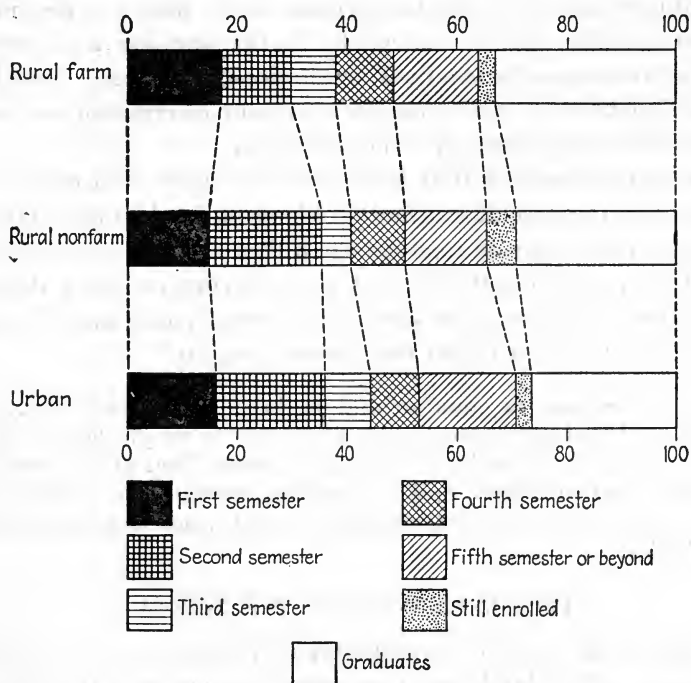 0 20 40 60 80 100
Rural farm
Rural nonfarm
Urban
0 20 40 60 80 100
First semester Fourth semester
Second semester Fifth semester or beyond
Third semester Still enrolled
Graduates